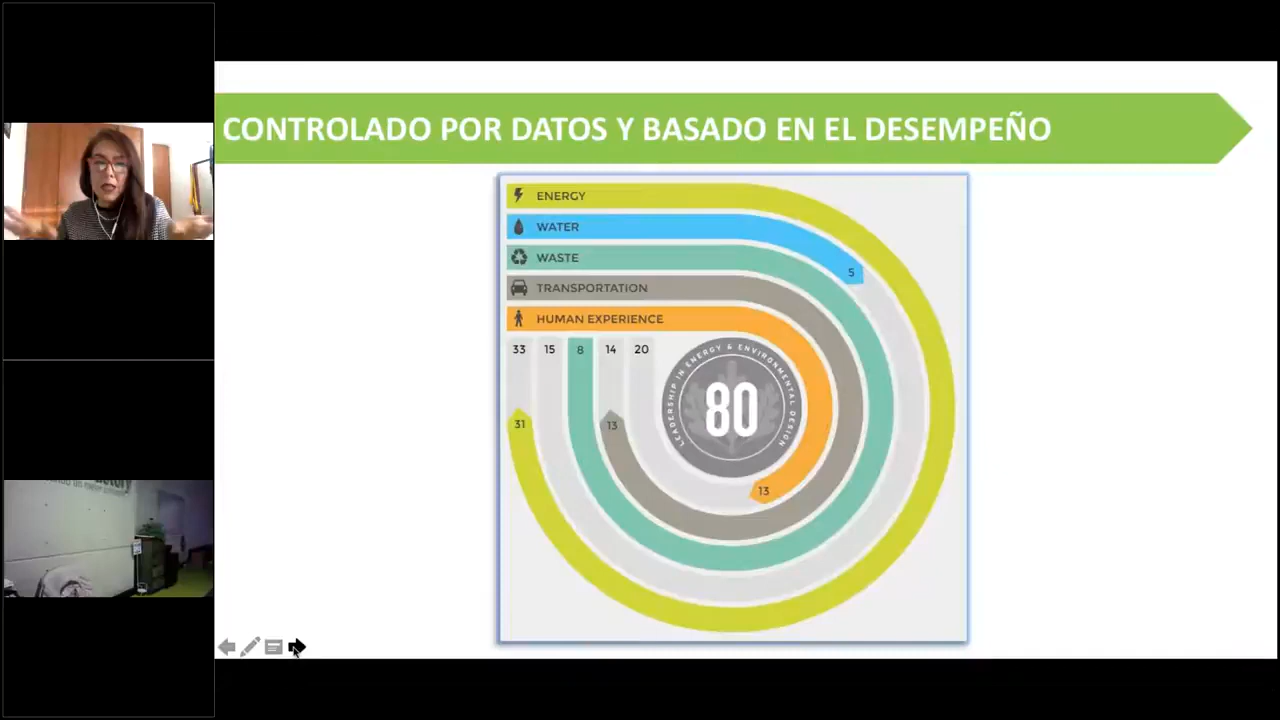 CONTROLADO POR DATOS Y BASADO EN EL DESEMPEÑO
ENERGY
WATER
5
WASTE
TRANSPORTATION
HUMAN EXPERIENCE
33 15 8 14 20
LEADERSHIP IN ENERGY & ENVIRONMENTAL DESIGN
80
31
13
13